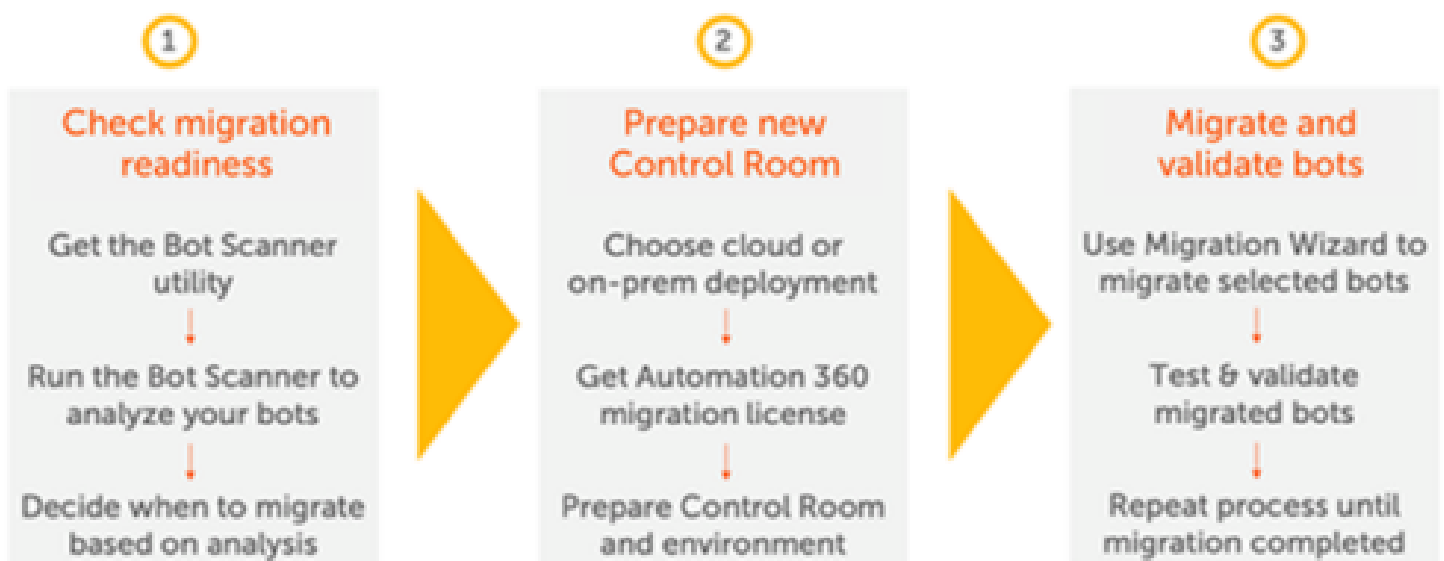 1
Check migration
readiness
Get the Bot Scanner
utility
Run the Bot Scanner to
analyze your bots
Decide when to migrate
based on analysis
2
Prepare new
Control Room
Choose cloud or
on-prem deployment
Get Automation 360
migration license
Prepare Control Room
and environment
3
Migrate and
validate bots
Use Migration Wizard to
migrate selected bots
Test & validate
migrated bots
Repeat process until
migration completed